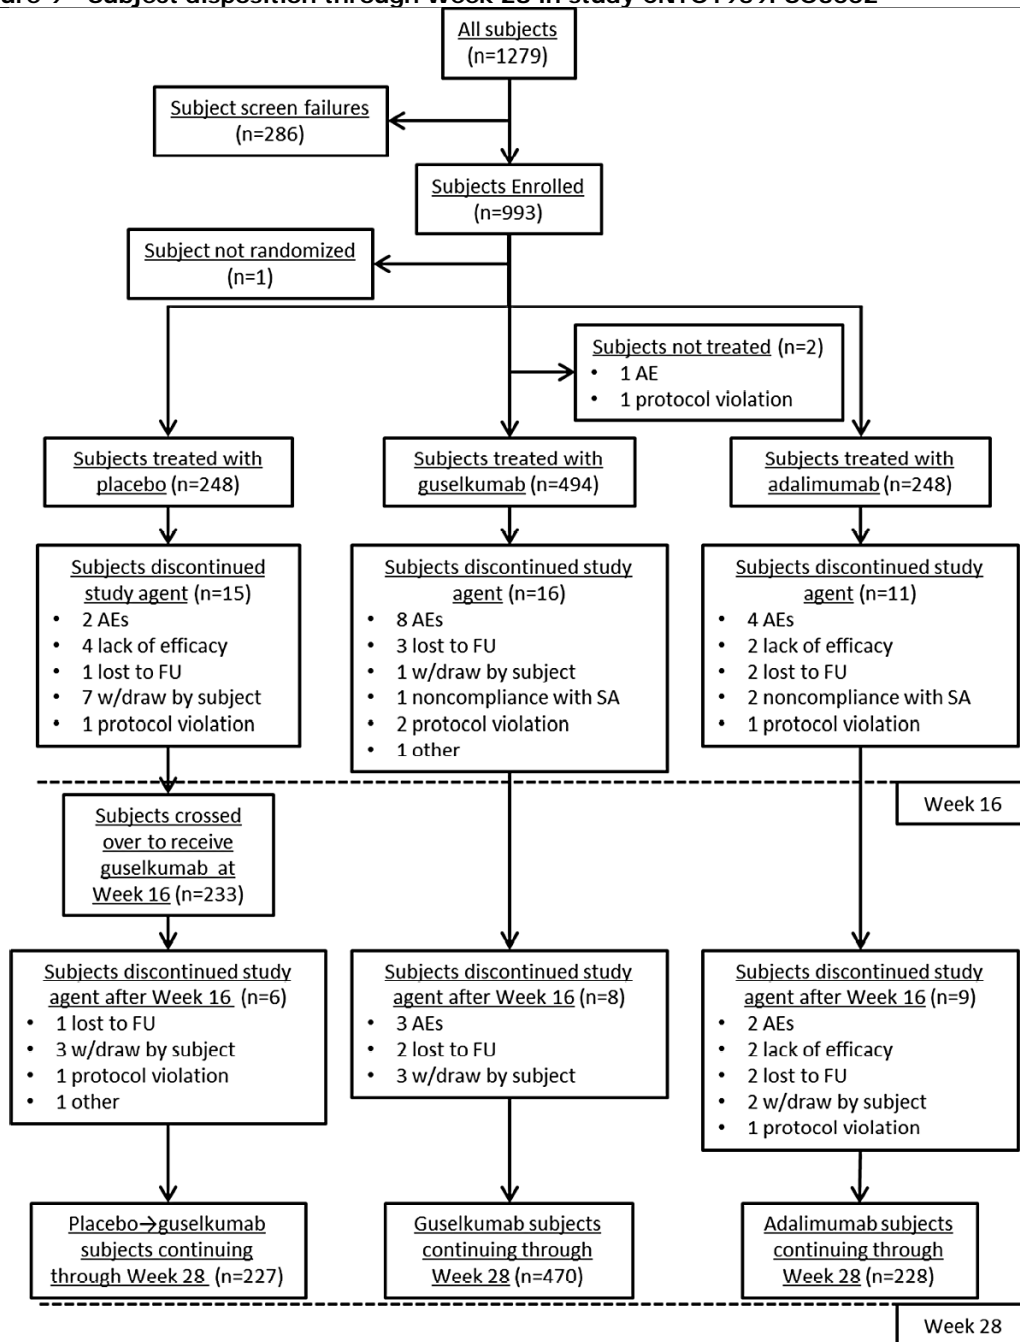 All subjects
(n=1279)
Subject screen failures
(n=286)
Subjects Enrolled
(n=993)
Subject not randomized
(n=1)
Subjects not treated (n=2)
• 1 AE
• 1 protocol violation
Subjects treated with
placebo (n=248)
Subjects treated with
guselkumab (n=494)
Subjects treated with
adalimumab (n=248)
Subjects discontinued
study agent (n=15)
• 2 AEs
• 4 lack of efficacy
• 1 lost to FU
• 7 w/draw by subject
• 1 protocol violation
Subjects discontinued study
agent (n=16)
• 8 AEs
• 3 lost to FU
• 1 w/draw by subject
• 1 noncompliance with SA
• 2 protocol violation
• 1 other
Subjects discontinued study
agent (n=11)
• 4 AEs
• 2 lack of efficacy
• 2 lost to FU
• 2 noncompliance with SA
• 1 protocol violation
Week 16
Subjects crossed
over to receive
guselkumab at
Week 16 (n=233)
Subjects discontinued study
agent after Week 16 (n=6)
• 1 lost to FU
• 3 w/draw by subject
• 1 protocol violation
• 1 other
Subjects discontinued study
agent after Week 16 (n=8)
• 3 AEs
• 2 lost to FU
• 3 w/draw by subject
Subjects discontinued study
agent after Week 16 (n=9)
• 2 AEs
• 2 lack of efficacy
• 2 lost to FU
• 2 w/draw by subject
• 1 protocol violation
Placebo→guselkumab
subjects continuing
through Week 28 (n=227)
Guselkumab subjects
continuing through
Week 28 (n=470)
Adalimumab subjects
continuing through
Week 28 (n=228)
Week 28